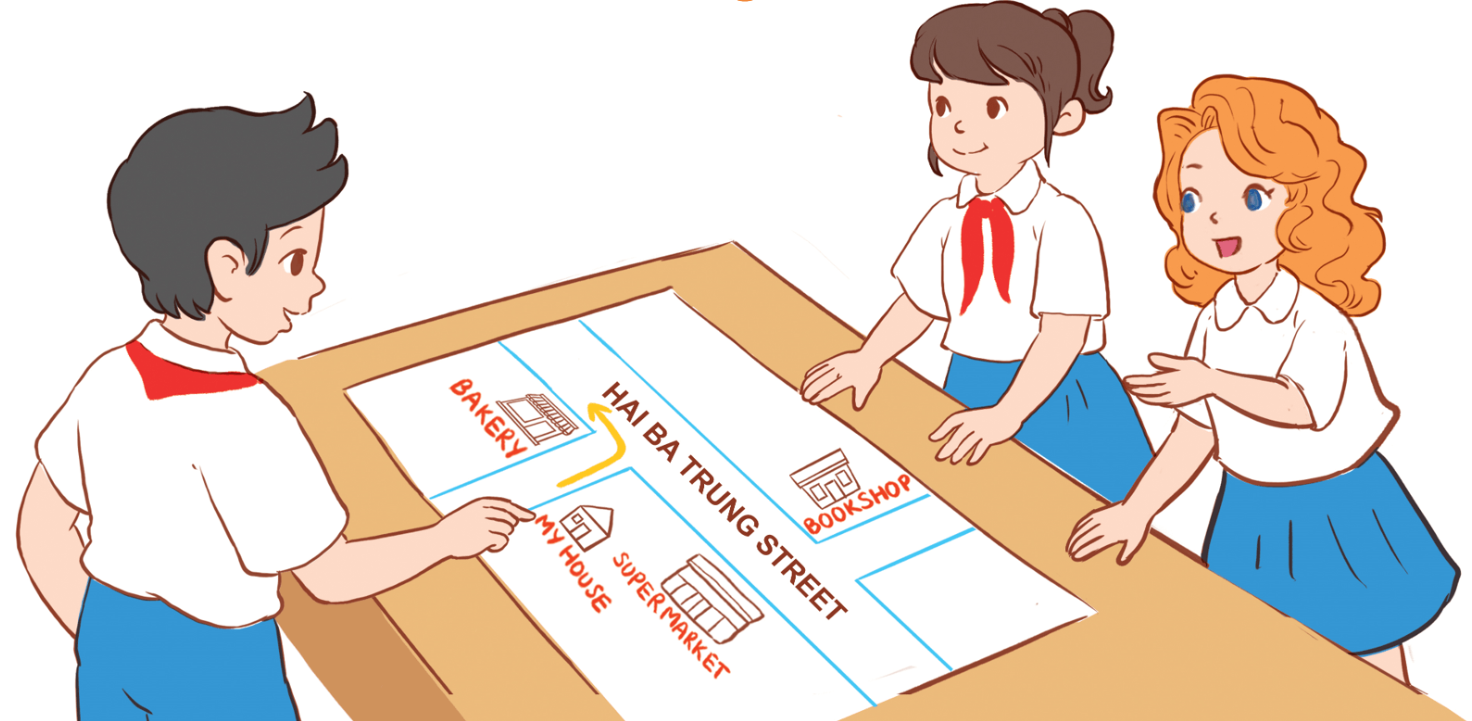 BAKERY
HAI BA TRUNG STREET
BOOKSHOP
MY HOUSE
SUPERMARKET